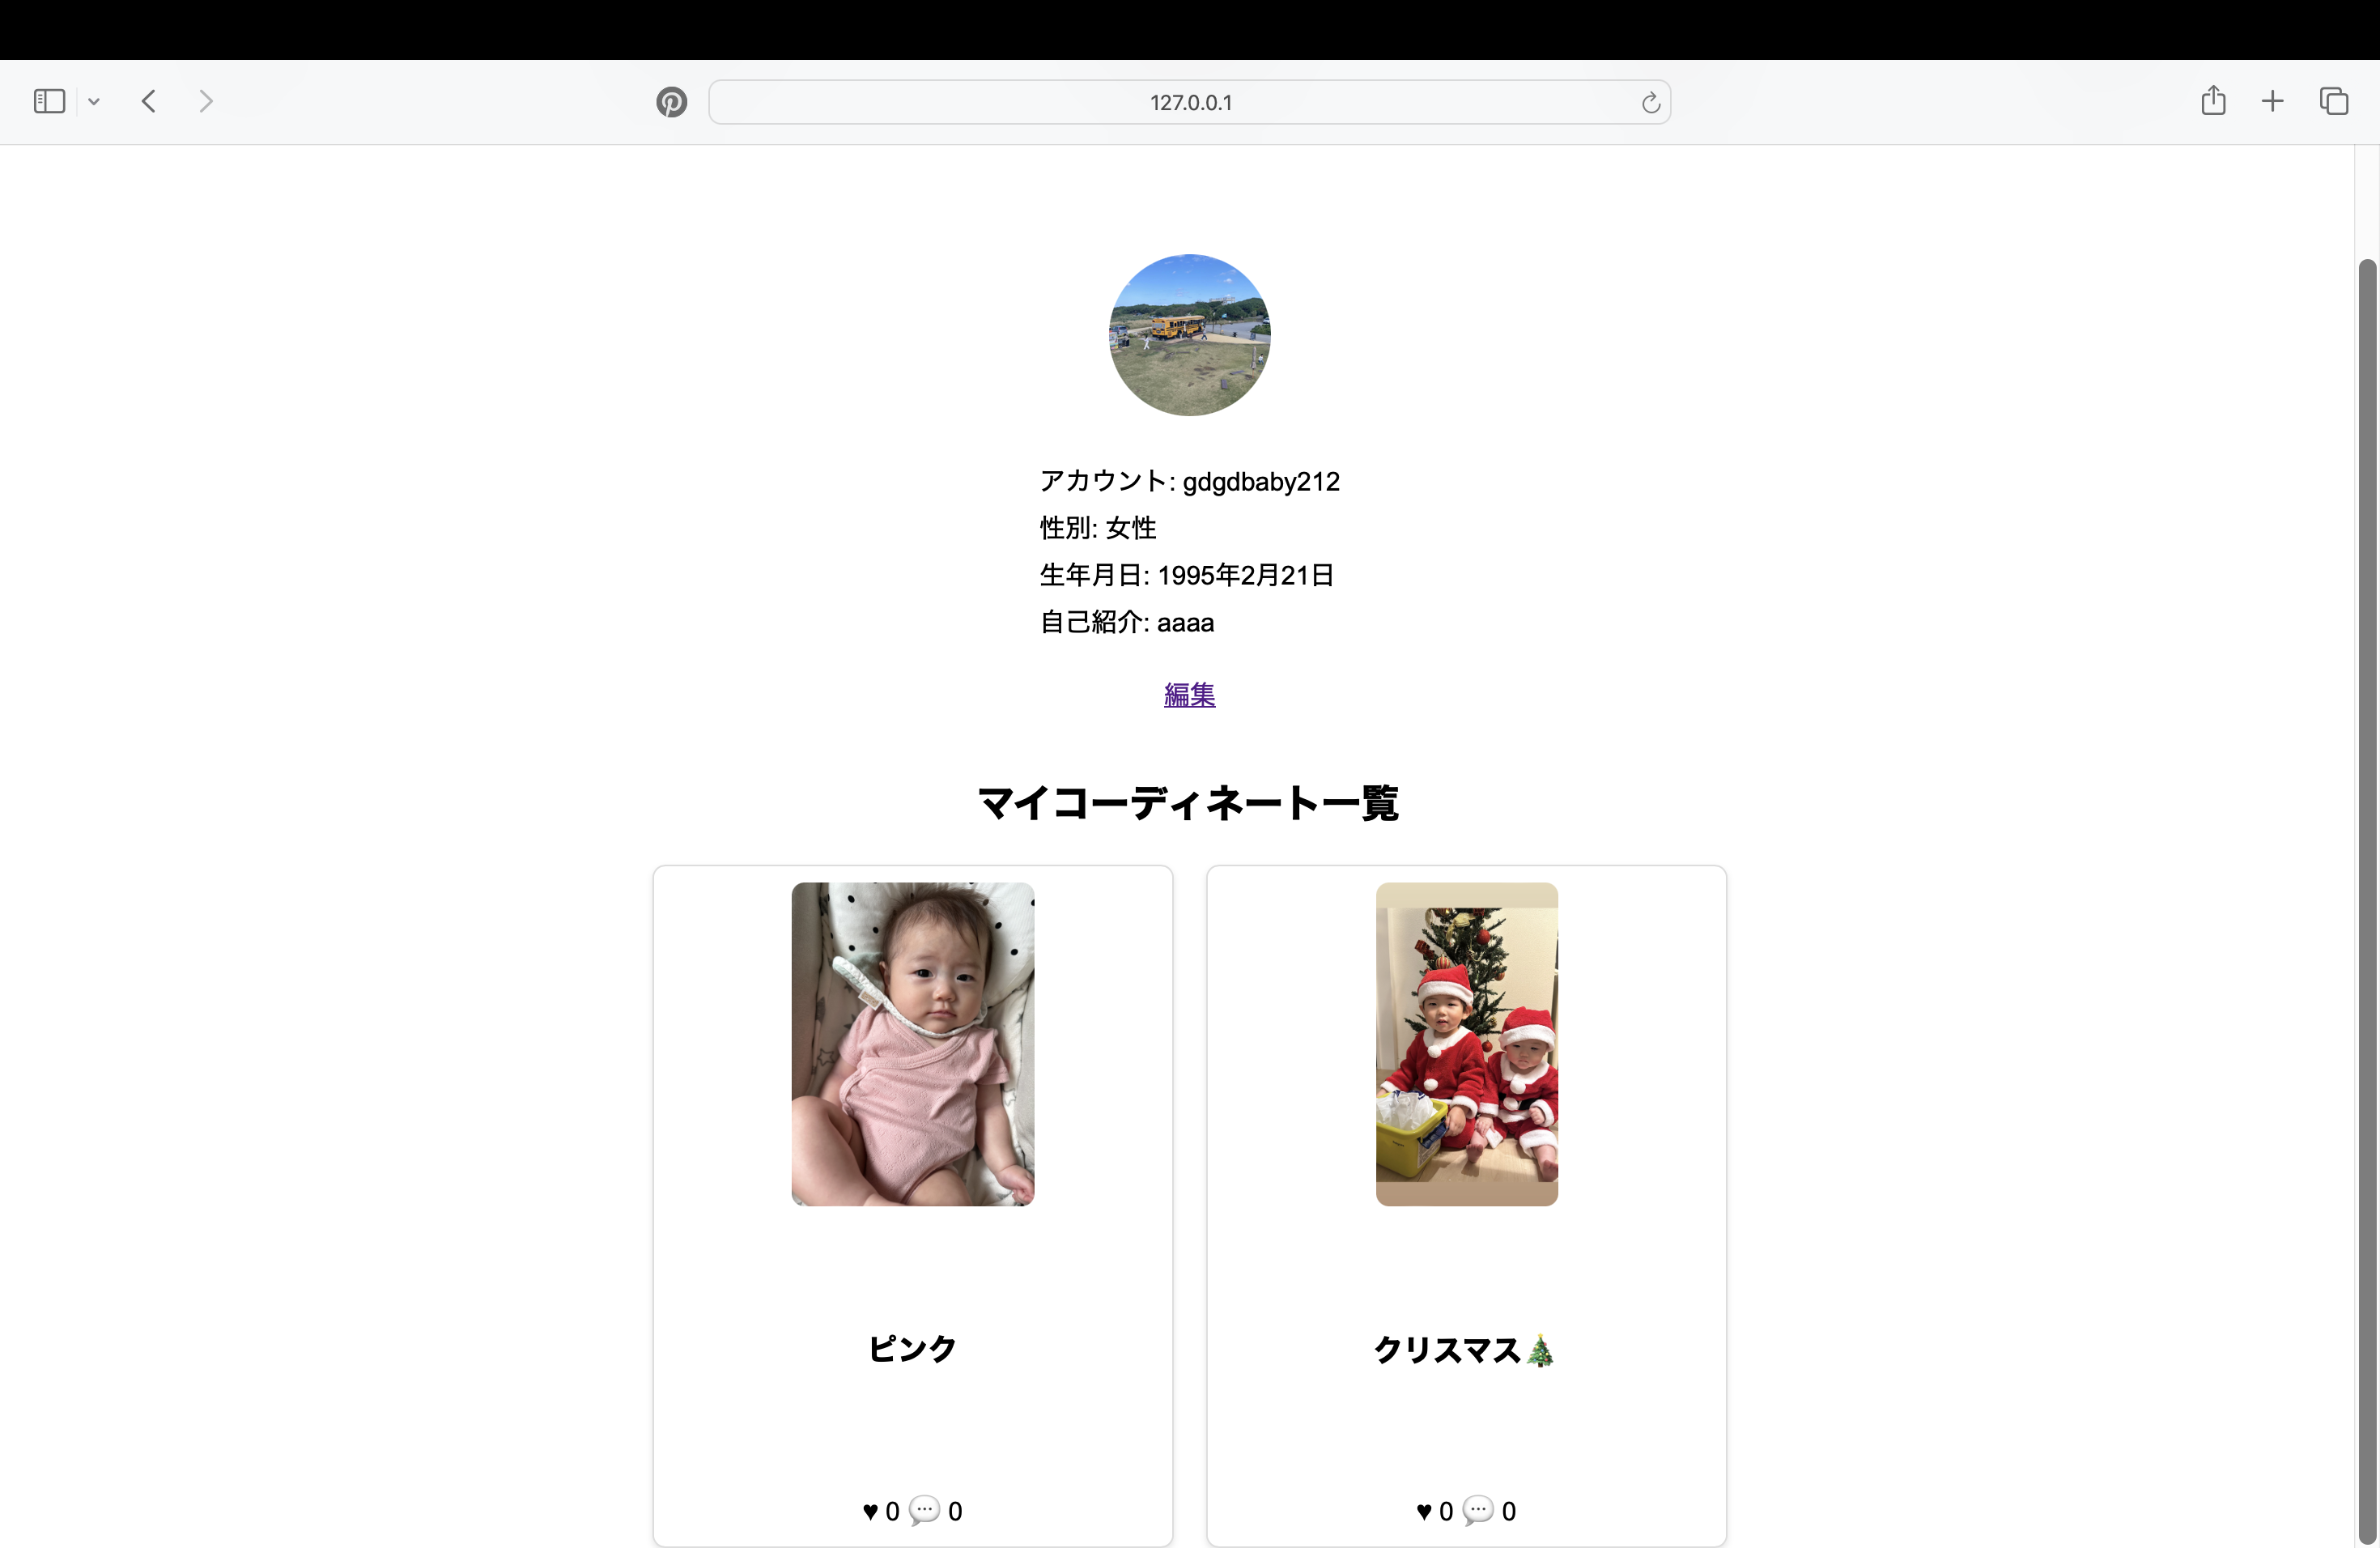 127.0.0.1
アカウント: gdgdbaby212
性別: 女性
生年月日: 1995年2月21日
自己紹介: aaaa
編集
マイコーディネート一覧
ピンク
クリスマス🎄
♥ 0 💬 0
♥ 0 💬 0